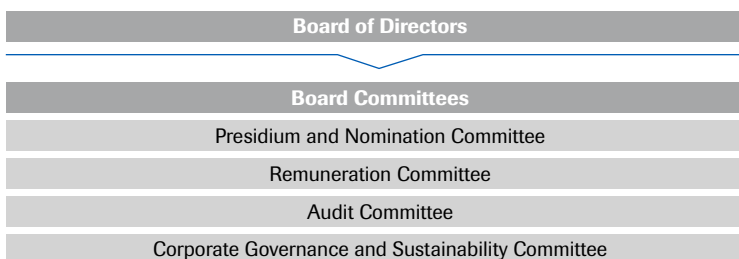 Board of Directors
Board Committees
Presidium and Nomination Committee
Remuneration Committee
Audit Committee
Corporate Governance and Sustainability Committee